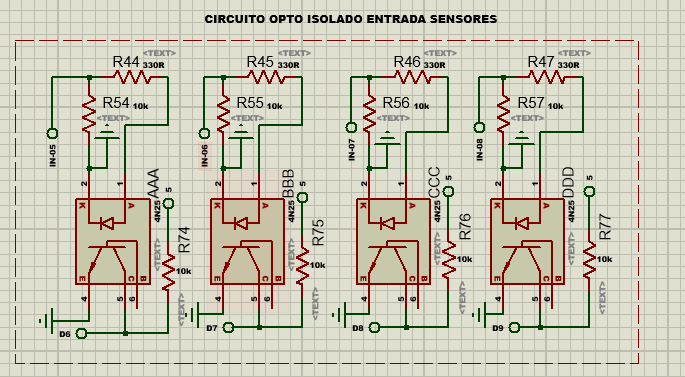 CIRCUITO OPTO ISOLADO ENTRADA SENSORES
<TEXT> <TEXT> <TEXT> <TEXT>
R44 330R R45 330R R46 330R R47 330R
R54 10k R55 10k R56 10k R57 10k
<TEXT> <TEXT> <TEXT> <TEXT>
IN-05 IN-06 IN-07 IN-08
2 1 AAA 5 2 1 BBB 5 2 1 CCC 5 2 1 DDD 5
K A 4N25 K A 4N25 K A 4N25 K A 4N25
<TEXT> R74 <TEXT> R75 <TEXT> R76 <TEXT> R77
10k 10k 10k 10k
E C B E C B E C B E C B
4 5 6 4 5 6 4 5 6 4 5 6
<TEXT> <TEXT> <TEXT> <TEXT>
D6 D7 D8 D9